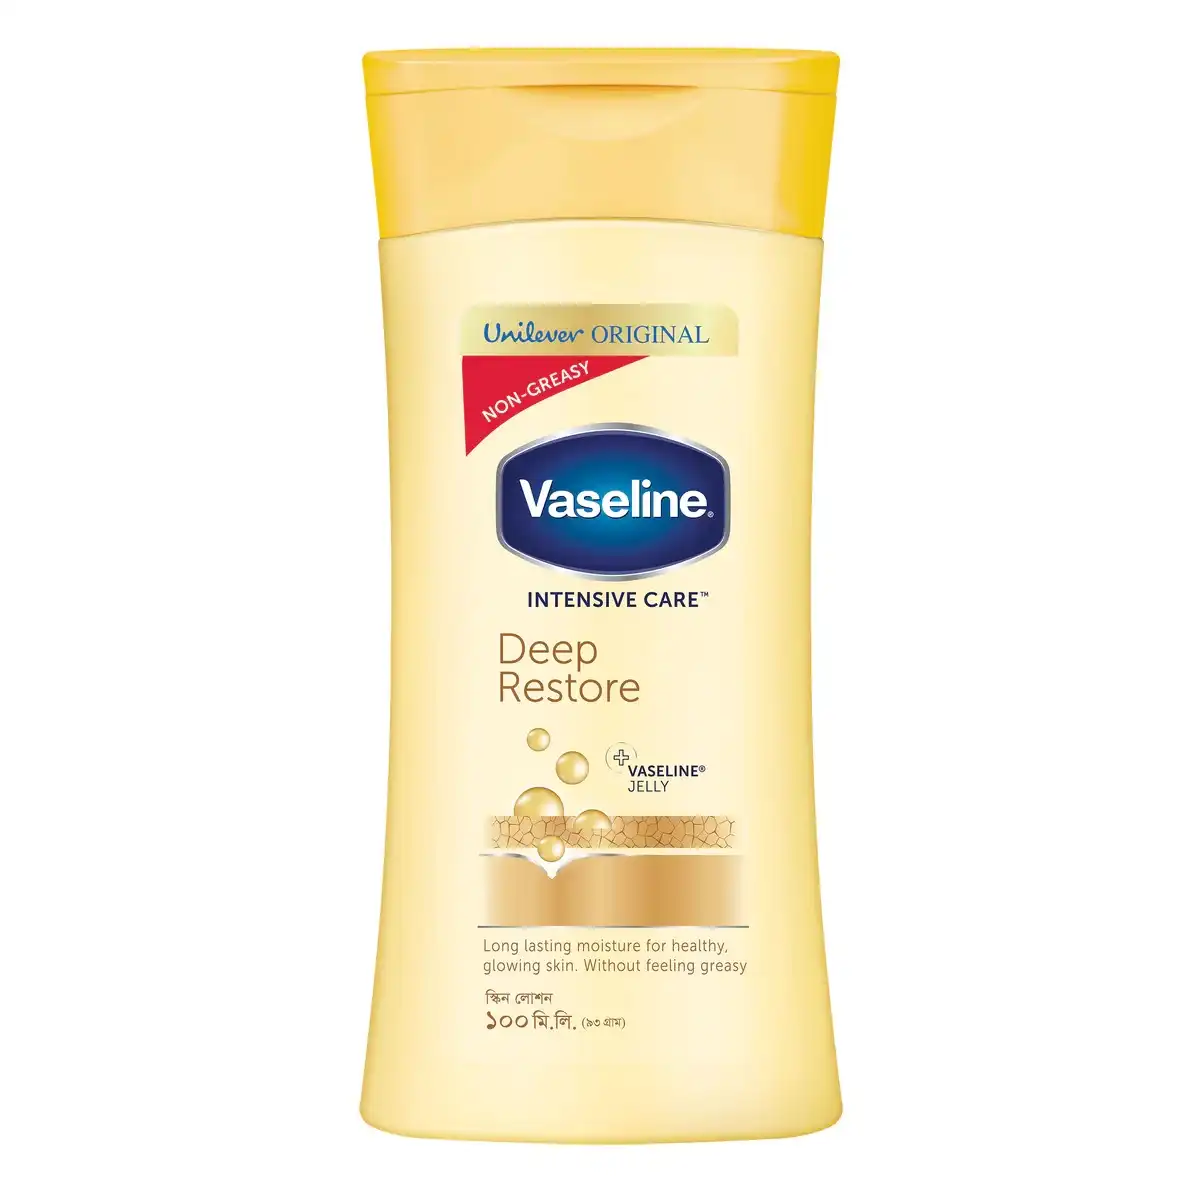 Unilever ORIGINAL
NON-GREASY
Vaseline®
INTENSIVE CARE™
Deep
Restore
VASELINE®
JELLY
Long lasting moisture for healthy,
glowing skin. Without feeling greasy
স্কিন লোশন
১০০ মি.লি. (৯৩ গ্রাম)